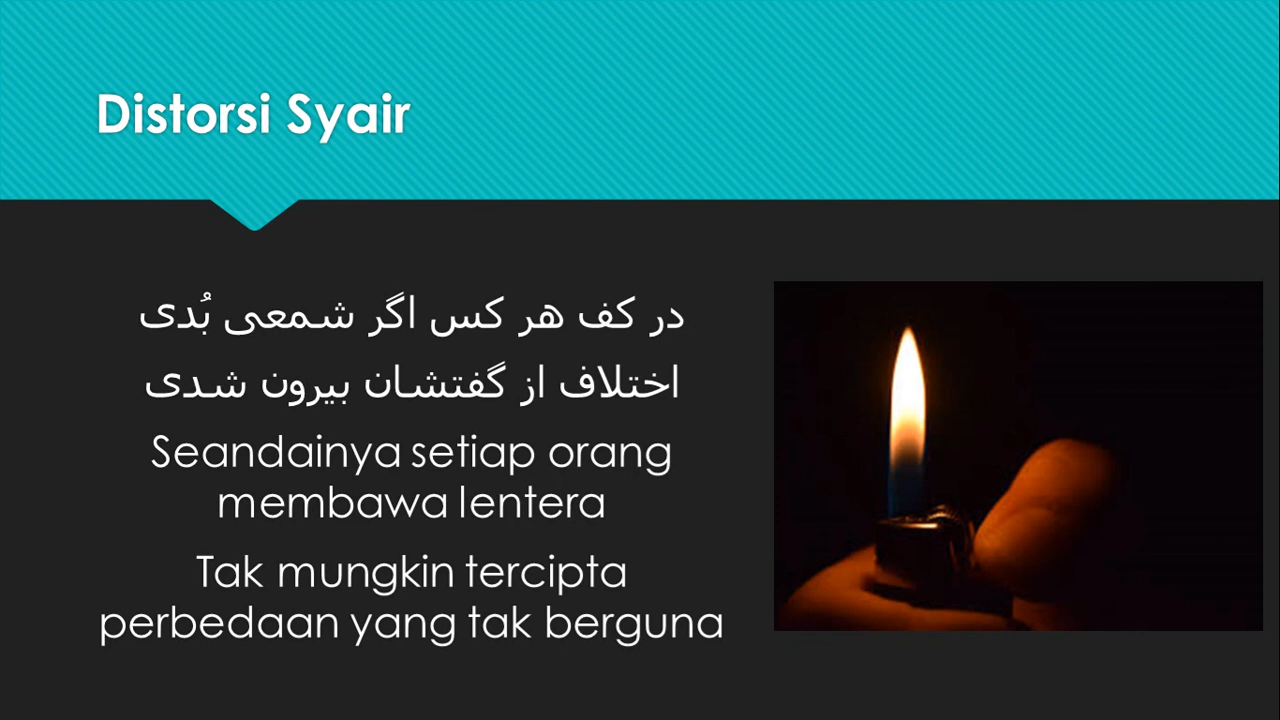 Distorsi Syair
در کف هر کس اگر شمعی بُدی
اختلاف از گفتشان بیرون شدی
Seandainya setiap orang
membawa lentera
Tak mungkin tercipta
perbedaan yang tak berguna